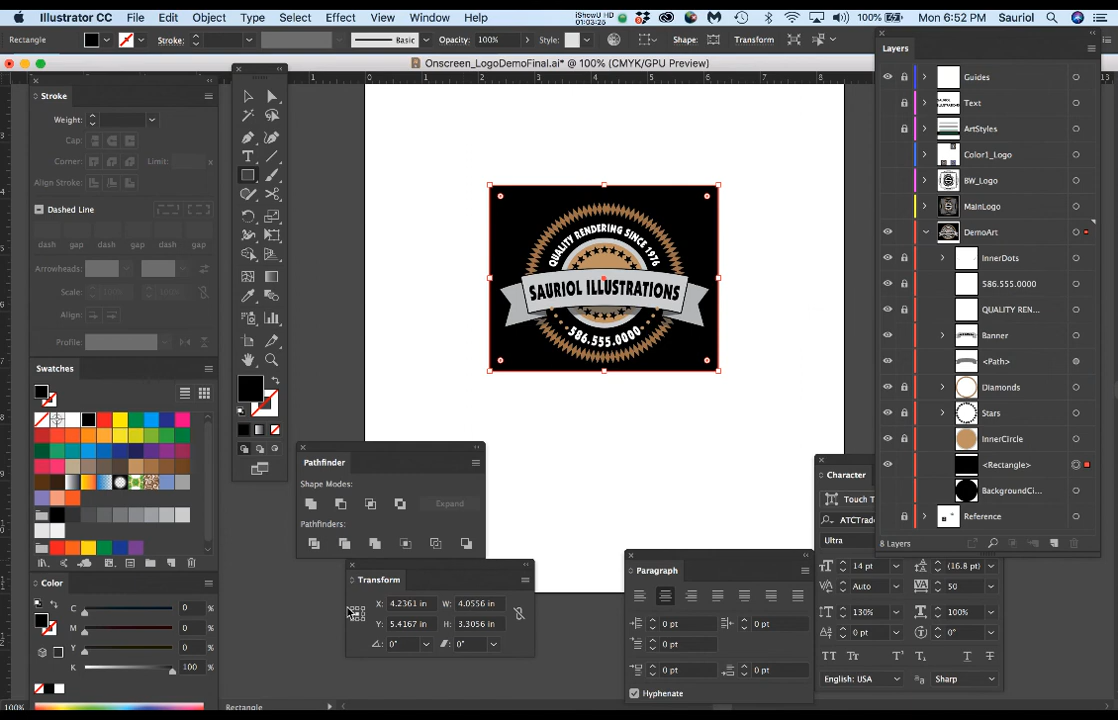 Illustrator CC File Edit Object Type Select Effect View Window Help
iShowU HD
01:03:25
100% Mon 6:52 PM Sauriol
Rectangle Stroke: Basic Opacity: 100% Style: Shape: Transform
Onscreen_LogoDemoFinal.ai* @ 100% (CMYK/GPU Preview)
Stroke
Weight:
Cap:
Corner: Limit: x
Align Stroke:
Dashed Line
dash gap dash gap dash gap
Arrowheads:
Scale:
Align:
Profile:
Swatches
Color
C 0 %
M 0 %
Y 0 %
K 100 %
QUALITY RENDERING SINCE 1976
SAURIOL ILLUSTRATIONS
586.555.0000
Pathfinder
Shape Modes:
Expand
Pathfinders:
Transform
X: 4.2361 in W: 4.0556 in
Y: 5.4167 in H: 3.3056 in
0° 0°
Paragraph
0 pt 0 pt
0 pt
0 pt 0 pt
Hyphenate
Character
Touch T
ATCTrade
Ultra
14 pt (16.8 pt)
Auto 50
130% 100%
0 pt 0°
English: USA Sharp
Layers
Guides
Text
ArtStyles
Color1_Logo
BW_Logo
MainLogo
DemoArt
InnerDots
586.555.0000
QUALITY REN...
Banner
<Path>
Diamonds
Stars
InnerCircle
<Rectangle>
BackgroundCi...
Reference
8 Layers
100% Rectangle